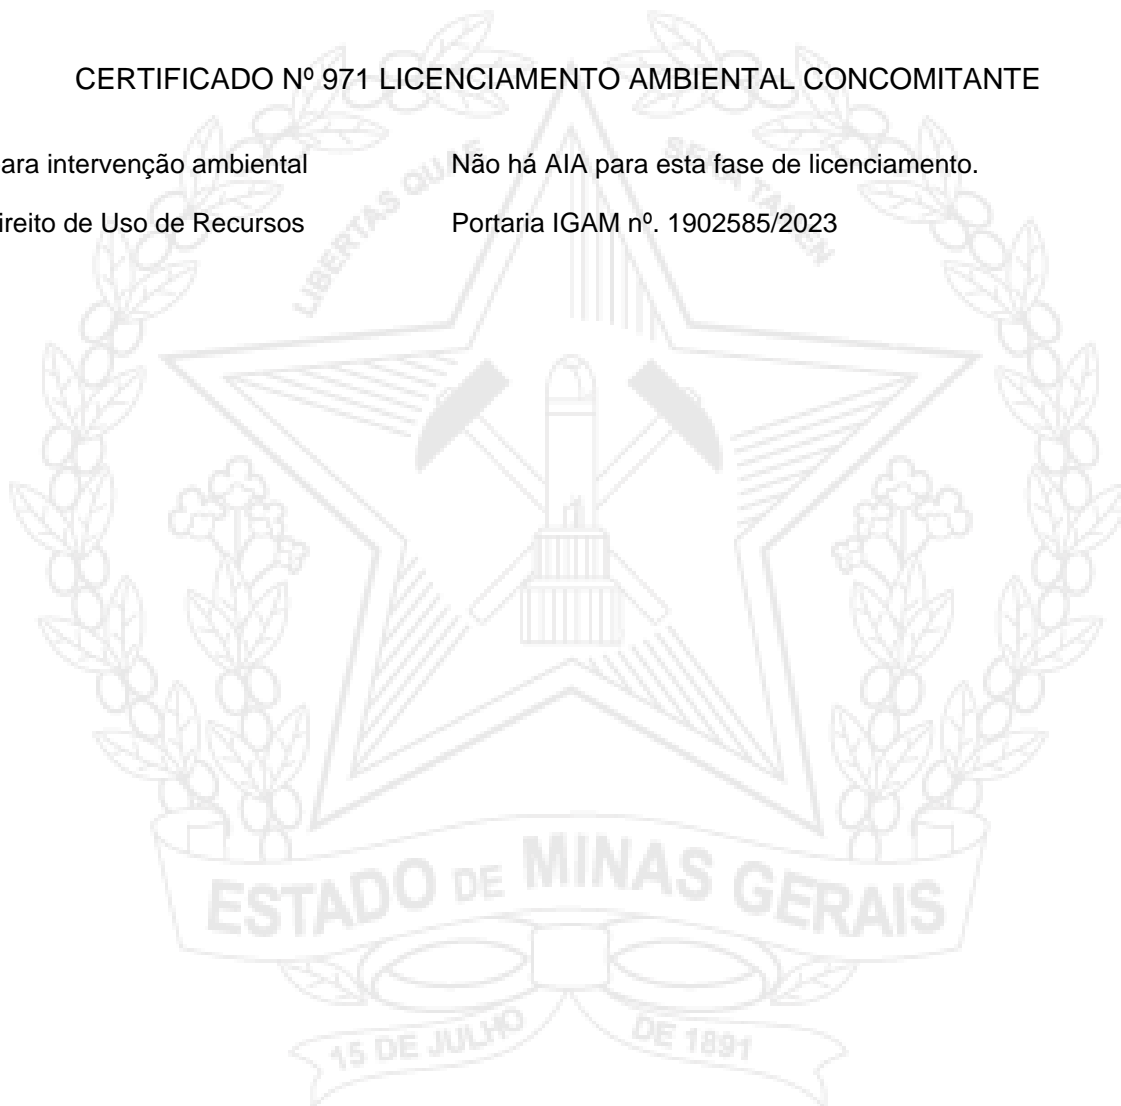 CERTIFICADO Nº 971 LICENCIAMENTO AMBIENTAL CONCOMITANTE
ara intervenção ambiental Não há AIA para esta fase de licenciamento.
ireito de Uso de Recursos Portaria IGAM nº. 1902585/2023
LIBERTAS QUÆ SERA TAMEN
ESTADO DE MINAS GERAIS
15 DE JULHO DE 1891